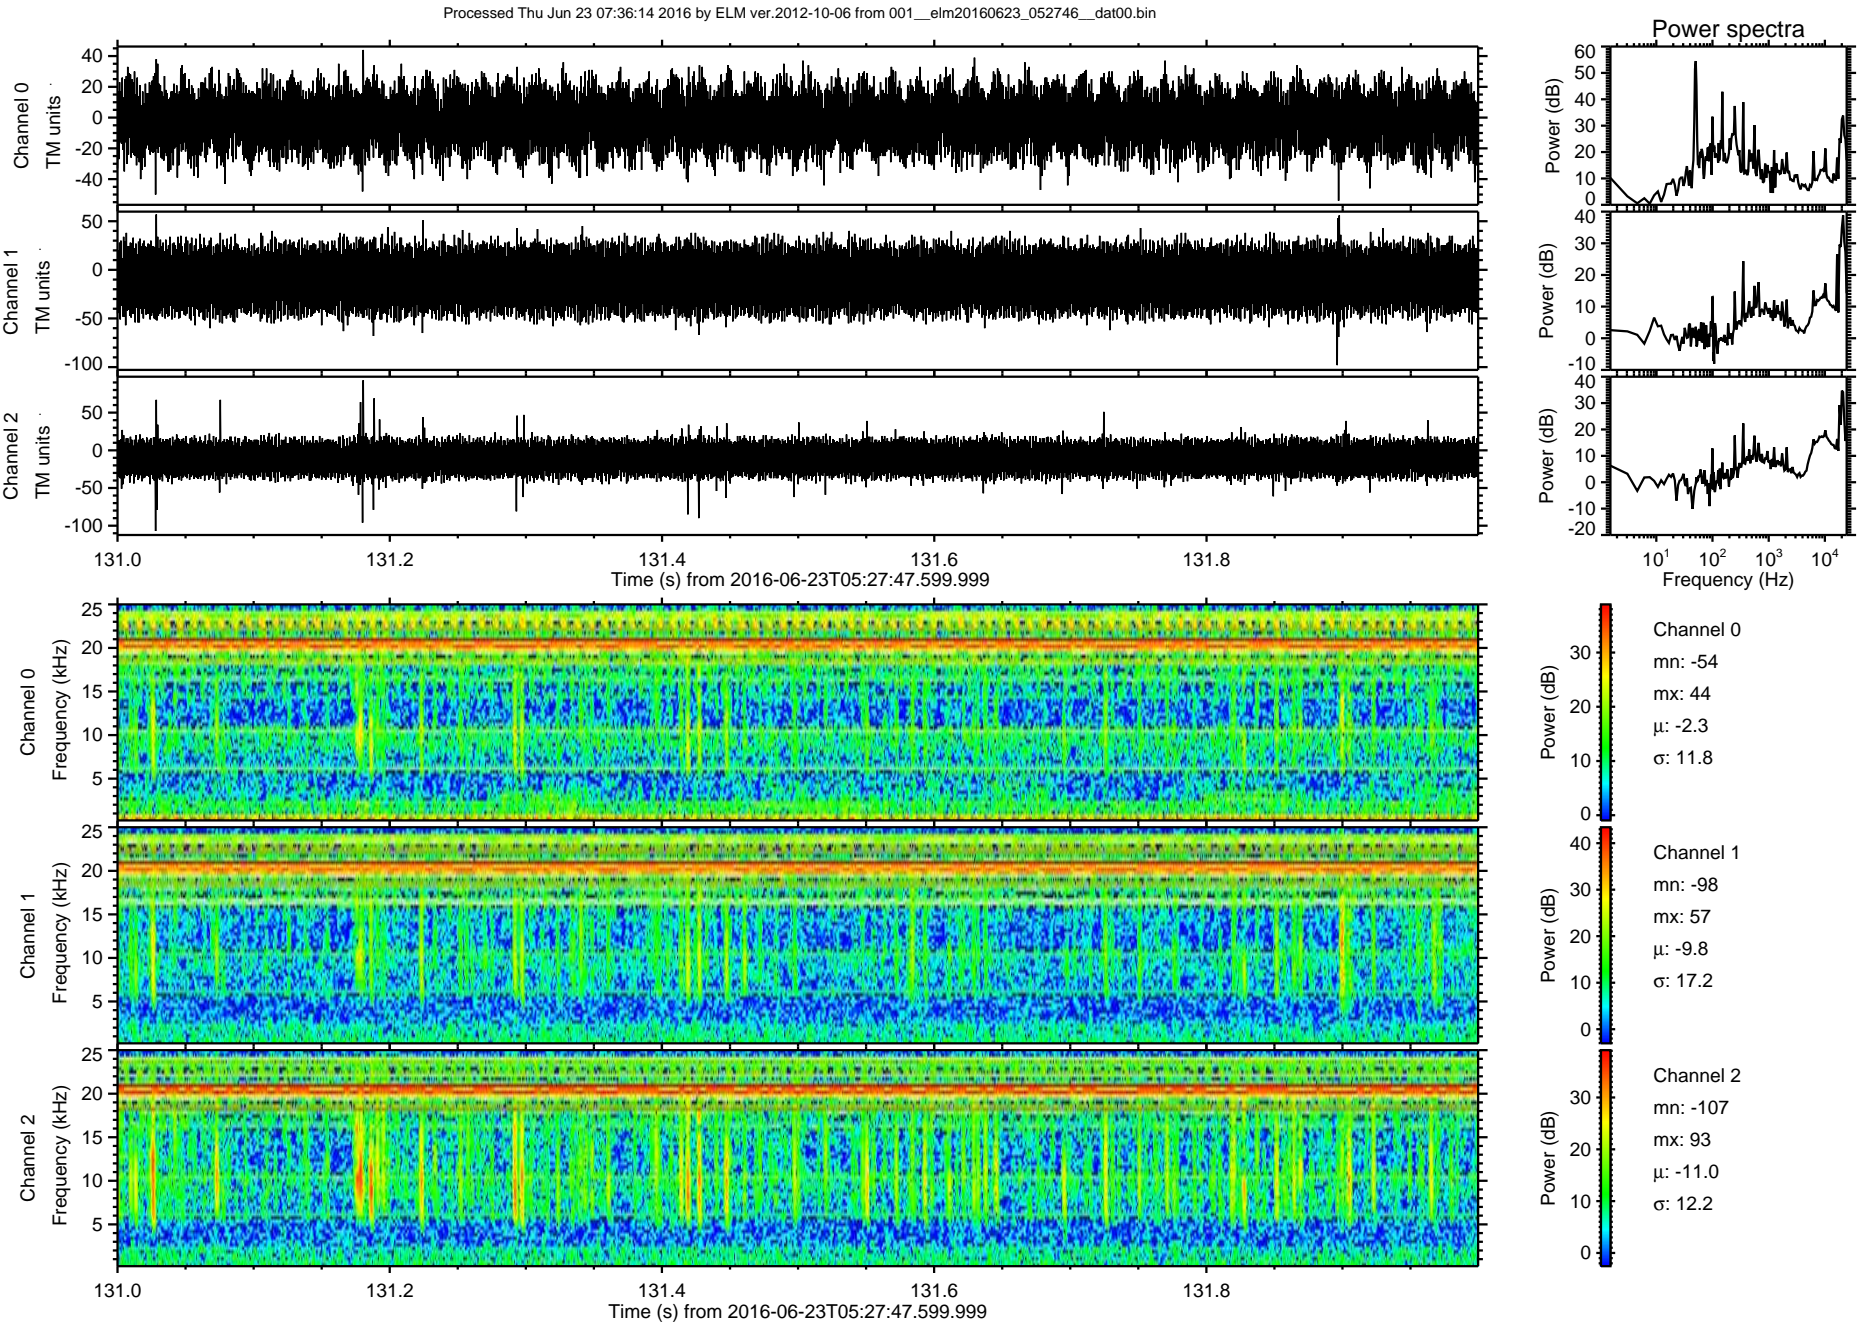 Processed Thu Jun 23 07:36:14 2016 by ELM ver.2012-10-06 from 001__elm20160623_052746__dat00.bin
Power spectra
Channel 0
TM units
40
20
0
-20
-40
Power (dB)
60
50
40
30
20
10
0
Channel 1
TM units
50
0
-50
-100
Power (dB)
40
30
20
10
0
-10
Channel 2
TM units
50
0
-50
-100
Power (dB)
40
30
20
10
0
-10
-20
131.0 131.2 131.4 131.6 131.8
Time (s) from 2016-06-23T05:27:47.599.999
10^1 10^2 10^3 10^4
Frequency (Hz)
Channel 0
Frequency (kHz)
25
20
15
10
5
Power (dB)
30
20
10
0
Channel 0
mn: -54
mx: 44
μ: -2.3
σ: 11.8
Channel 1
Frequency (kHz)
25
20
15
10
5
Power (dB)
40
30
20
10
0
Channel 1
mn: -98
mx: 57
μ: -9.8
σ: 17.2
Channel 2
Frequency (kHz)
25
20
15
10
5
Power (dB)
30
20
10
0
Channel 2
mn: -107
mx: 93
μ: -11.0
σ: 12.2
131.0 131.2 131.4 131.6 131.8
Time (s) from 2016-06-23T05:27:47.599.999